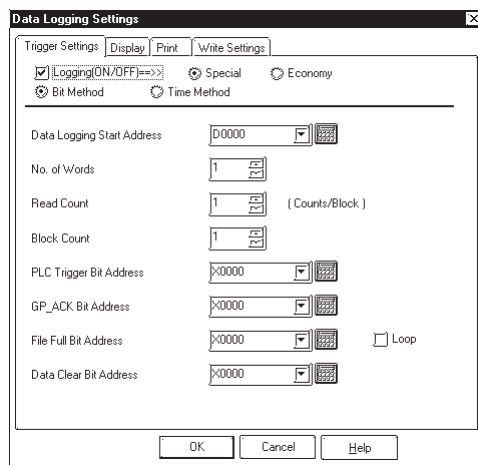 Data Logging Settings
Trigger Settings Display Print Write Settings
Logging(ON/OFF)==>> Special Economy
Bit Method Time Method
Data Logging Start Address D0000
No. of Words 1
Read Count 1 ( Counts/Block )
Block Count 1
PLC Trigger Bit Address X0000
GP_ACK Bit Address X0000
File Full Bit Address X0000 Loop
Data Clear Bit Address X0000
OK Cancel Help